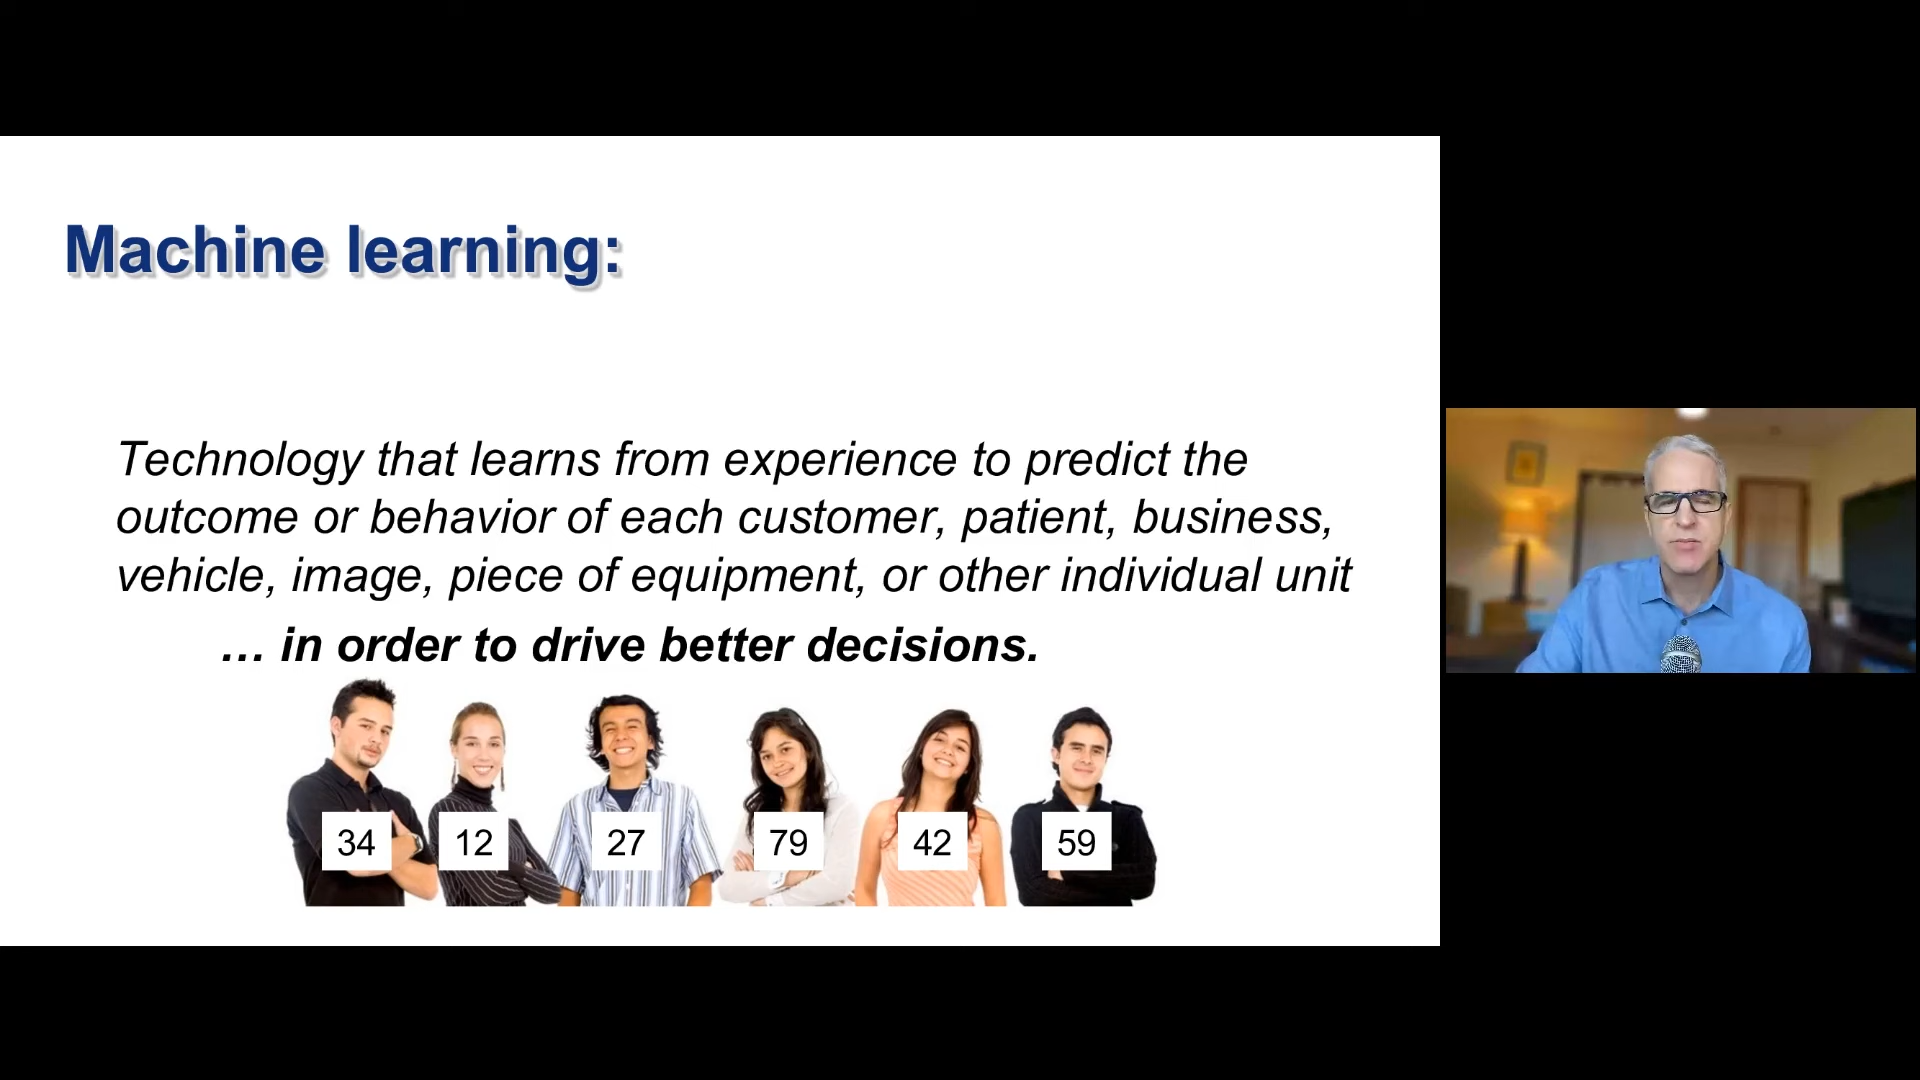 Machine learning:
Technology that learns from experience to predict the
outcome or behavior of each customer, patient, business,
vehicle, image, piece of equipment, or other individual unit
… in order to drive better decisions.
34 12 27 79 42 59